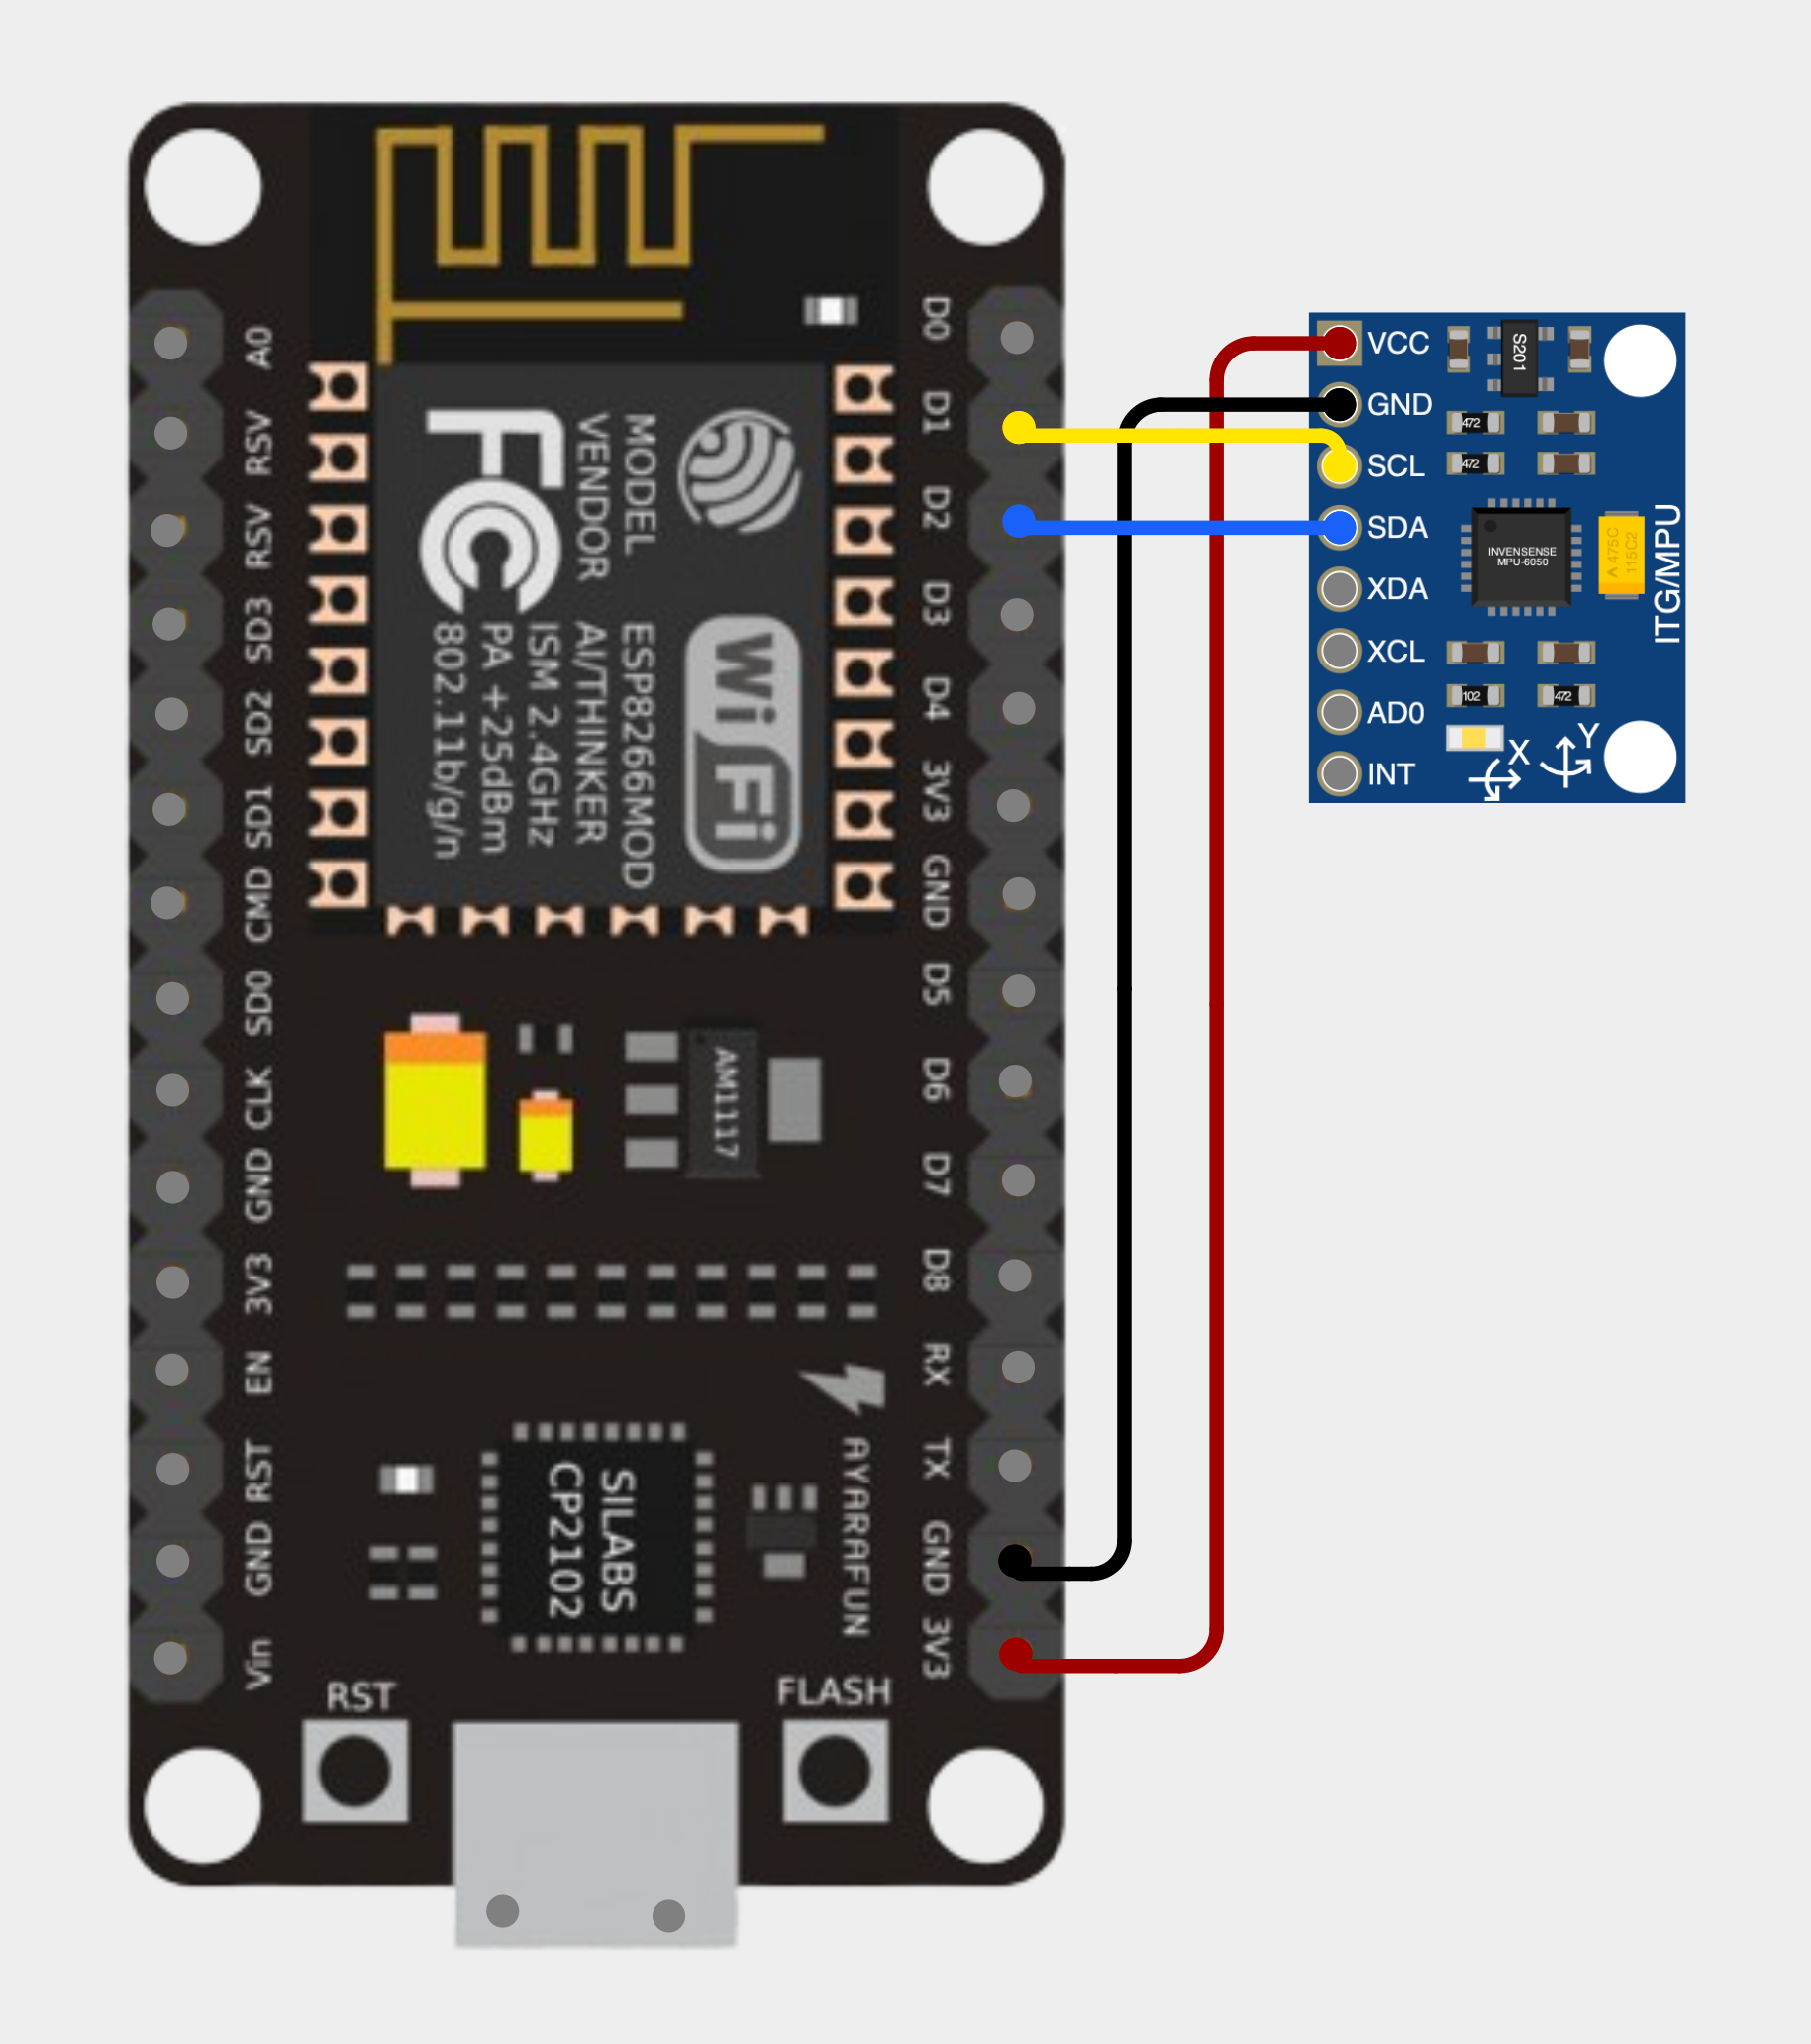 A0
RSV
RSV
SD3
SD2
SD1
CMD
SD0
CLK
GND
3V3
EN
RST
GND
Vin
MODEL
VENDOR
ESP8266MOD
AI/THINKER
ISM 2.4GHz
PA +25dBm
802.11b/g/n
FC
WiFi
AM1117
SILABS
CP2102
AYARAFUN
RST
FLASH
D0
D1
D2
D3
D4
3V3
GND
D5
D6
D7
D8
RX
TX
GND
3V3
VCC
GND
SCL
SDA
XDA
XCL
AD0
INT
S201
472
472
INVENSENSE
MPU-6050
475C
115C2
ITG/MPU
102
472
X
Y